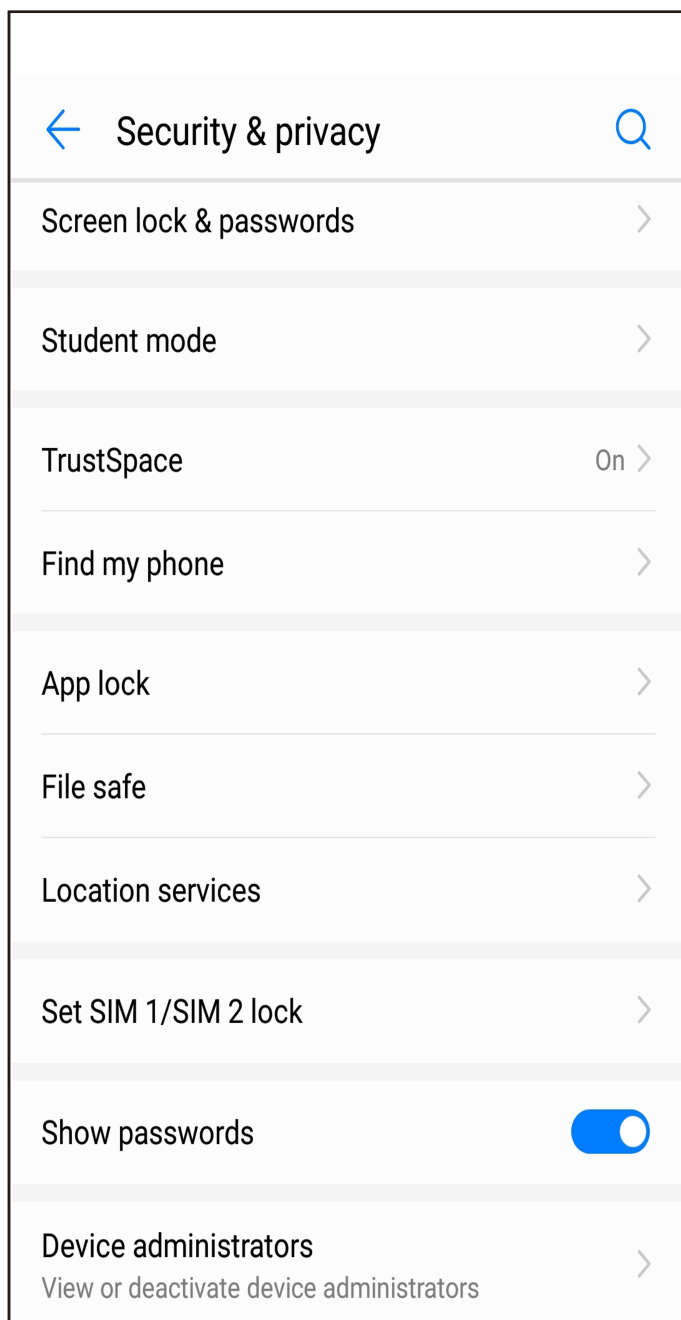 Security & privacy
Screen lock & passwords
Student mode
TrustSpace On
Find my phone
App lock
File safe
Location services
Set SIM 1/SIM 2 lock
Show passwords
Device administrators
View or deactivate device administrators